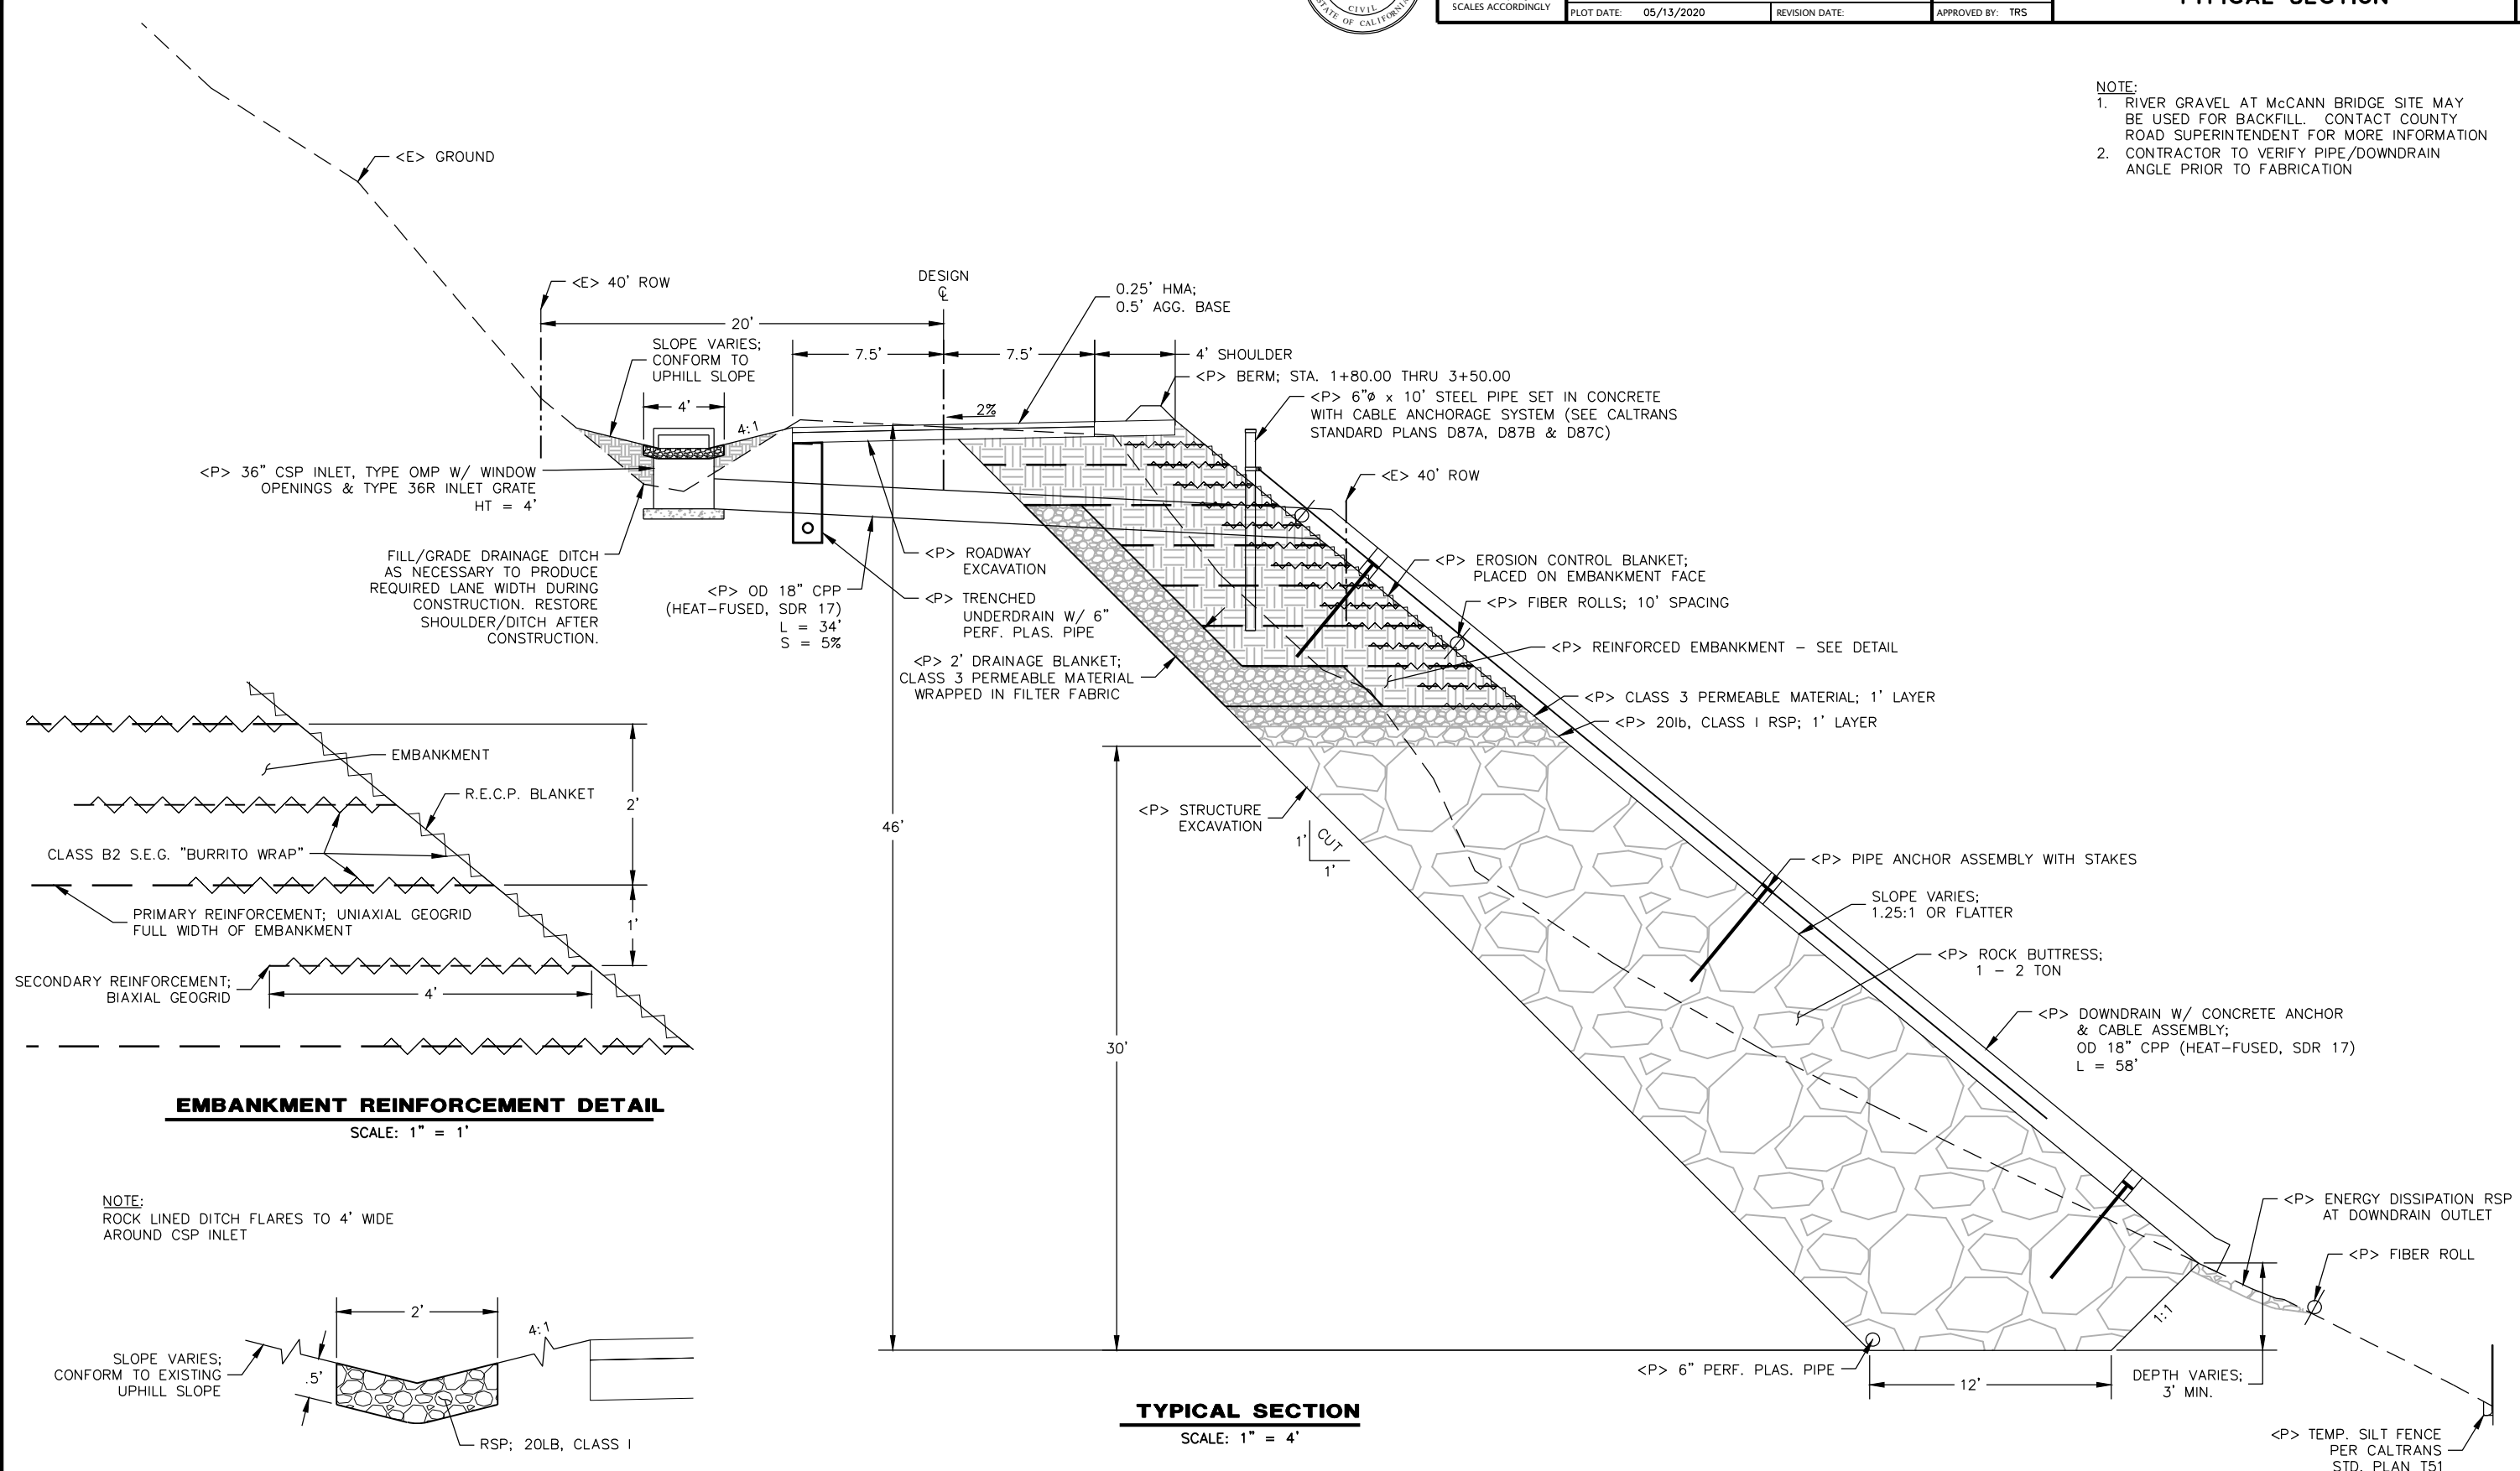 CIVIL
STATE OF CALIFORNIA
SCALES ACCORDINGLY
PLOT DATE: 05/13/2020
REVISION DATE:
APPROVED BY: TRS
NOTE:
1. RIVER GRAVEL AT McCANN BRIDGE SITE MAY
BE USED FOR BACKFILL. CONTACT COUNTY
ROAD SUPERINTENDENT FOR MORE INFORMATION
2. CONTRACTOR TO VERIFY PIPE/DOWNDRAIN
ANGLE PRIOR TO FABRICATION
<E> GROUND
<E> 40' ROW
DESIGN
℄
0.25' HMA;
0.5' AGG. BASE
20'
SLOPE VARIES;
CONFORM TO
UPHILL SLOPE
7.5'
7.5'
4' SHOULDER
<P> BERM; STA. 1+80.00 THRU 3+50.00
4'
4:1
2%
<P> 6"ø x 10' STEEL PIPE SET IN CONCRETE
WITH CABLE ANCHORAGE SYSTEM (SEE CALTRANS
STANDARD PLANS D87A, D87B & D87C)
<P> 36" CSP INLET, TYPE OMP W/ WINDOW
OPENINGS & TYPE 36R INLET GRATE
HT = 4'
<E> 40' ROW
FILL/GRADE DRAINAGE DITCH
AS NECESSARY TO PRODUCE
REQUIRED LANE WIDTH DURING
CONSTRUCTION. RESTORE
SHOULDER/DITCH AFTER
CONSTRUCTION.
<P> ROADWAY
EXCAVATION
<P> OD 18" CPP
(HEAT-FUSED, SDR 17)
L = 34'
S = 5%
<P> TRENCHED
UNDERDRAIN W/ 6"
PERF. PLAS. PIPE
<P> 2' DRAINAGE BLANKET;
CLASS 3 PERMEABLE MATERIAL
WRAPPED IN FILTER FABRIC
<P> EROSION CONTROL BLANKET;
PLACED ON EMBANKMENT FACE
<P> FIBER ROLLS; 10' SPACING
<P> REINFORCED EMBANKMENT - SEE DETAIL
<P> CLASS 3 PERMEABLE MATERIAL; 1' LAYER
<P> 20lb, CLASS I RSP; 1' LAYER
<P> STRUCTURE
EXCAVATION
1'
CUT
1'
46'
30'
<P> PIPE ANCHOR ASSEMBLY WITH STAKES
SLOPE VARIES;
1.25:1 OR FLATTER
<P> ROCK BUTTRESS;
1 - 2 TON
<P> DOWNDRAIN W/ CONCRETE ANCHOR
& CABLE ASSEMBLY;
OD 18" CPP (HEAT-FUSED, SDR 17)
L = 58'
<P> ENERGY DISSIPATION RSP
AT DOWNDRAIN OUTLET
<P> FIBER ROLL
1:1
<P> 6" PERF. PLAS. PIPE
12'
DEPTH VARIES;
3' MIN.
<P> TEMP. SILT FENCE
PER CALTRANS
STD. PLAN T51
TYPICAL SECTION
SCALE: 1" = 4'
EMBANKMENT
R.E.C.P. BLANKET
2'
CLASS B2 S.E.G. "BURRITO WRAP"
PRIMARY REINFORCEMENT; UNIAXIAL GEOGRID
FULL WIDTH OF EMBANKMENT
1'
SECONDARY REINFORCEMENT;
BIAXIAL GEOGRID
4'
EMBANKMENT REINFORCEMENT DETAIL
SCALE: 1" = 1'
NOTE:
ROCK LINED DITCH FLARES TO 4' WIDE
AROUND CSP INLET
2'
4:1
SLOPE VARIES;
CONFORM TO EXISTING
UPHILL SLOPE
.5'
RSP; 20LB, CLASS I